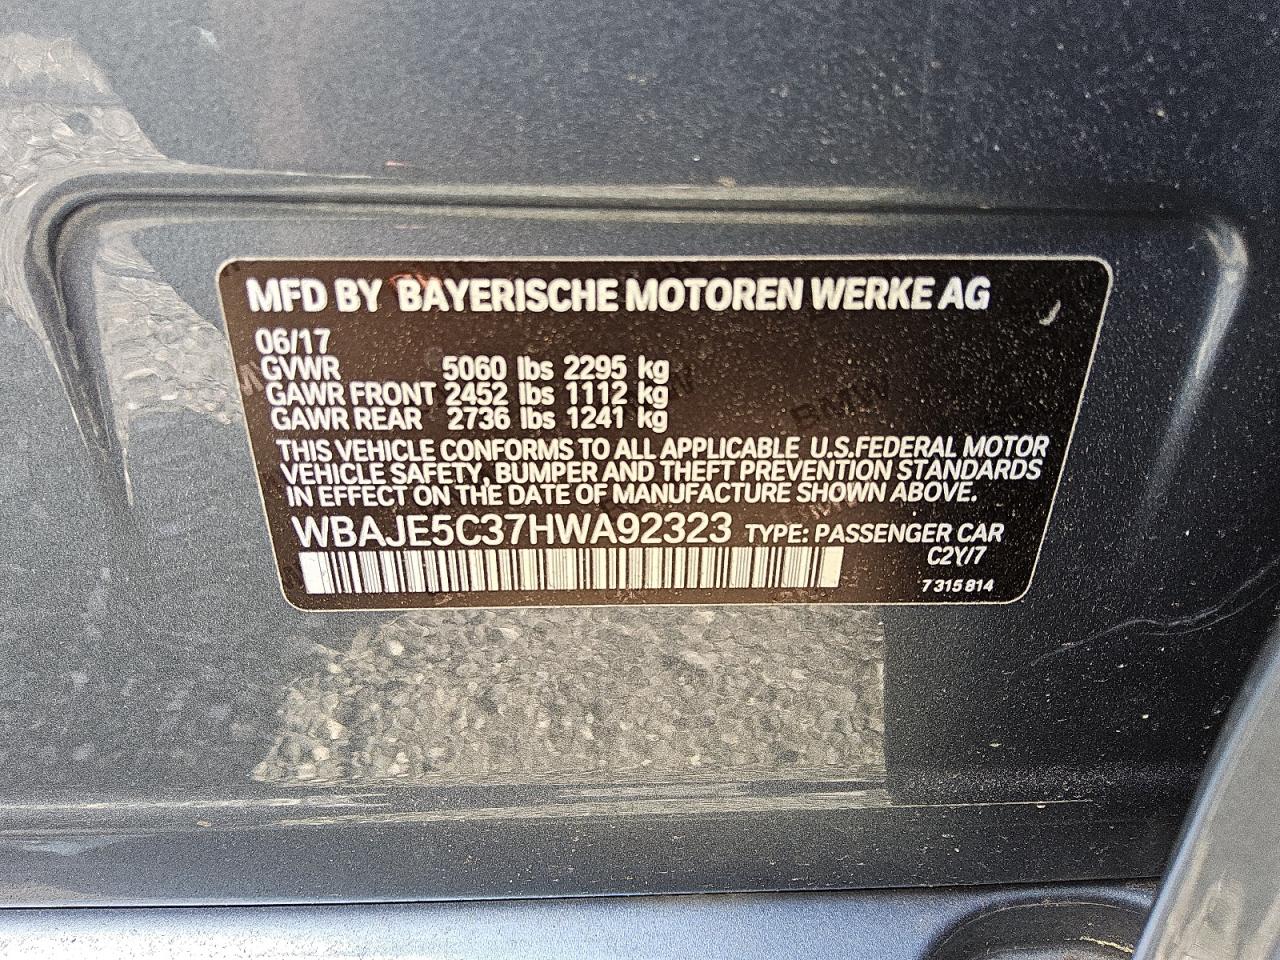 MFD BY BAYERISCHE MOTOREN WERKE AG
06/17
GVWR 5060 lbs 2295 kg
GAWR FRONT 2452 lbs 1112 kg
GAWR REAR 2736 lbs 1241 kg
THIS VEHICLE CONFORMS TO ALL APPLICABLE U.S.FEDERAL MOTOR
VEHICLE SAFETY, BUMPER AND THEFT PREVENTION STANDARDS
IN EFFECT ON THE DATE OF MANUFACTURE SHOWN ABOVE.
WBAJE5C37HWA92323 TYPE: PASSENGER CAR
C2Y/7
7 315 814
BMW